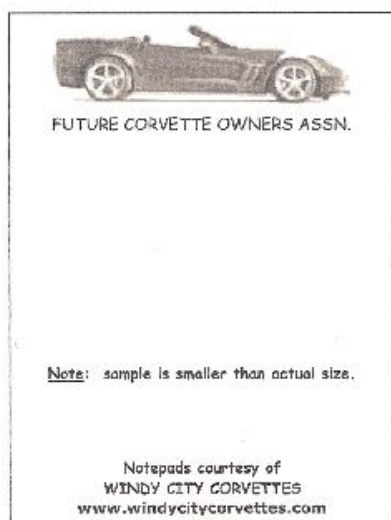 FUTURE CORVETTE OWNERS ASSN.
Note: sample is smaller than actual size.
Notepads courtesy of
WINDY CITY CORVETTES
www.windycitycorvettes.com